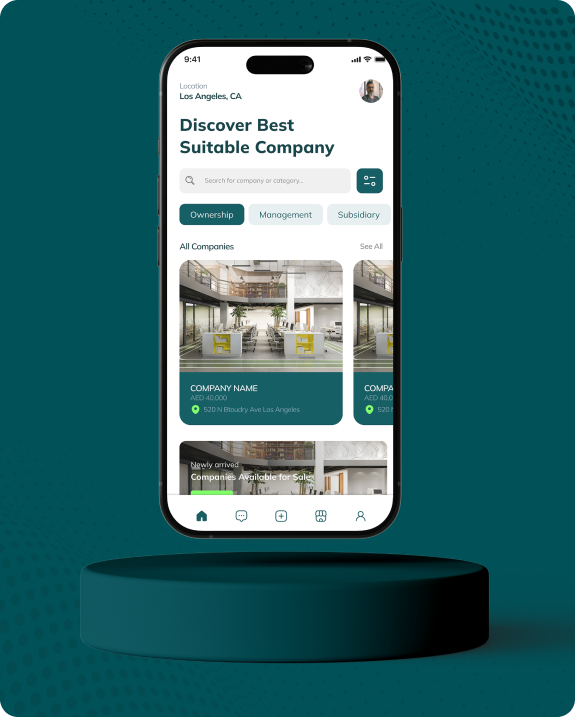 9:41
Location
Los Angeles, CA
Discover Best
Suitable Company
Search for company or category...
Ownership Management Subsidiary
All Companies See All
COMPANY NAME COMPA
AED 40,000 AED 40,0
520 N Btoudry Ave Los Angeles 520 N
Newly arrived
Companies Available for Sale